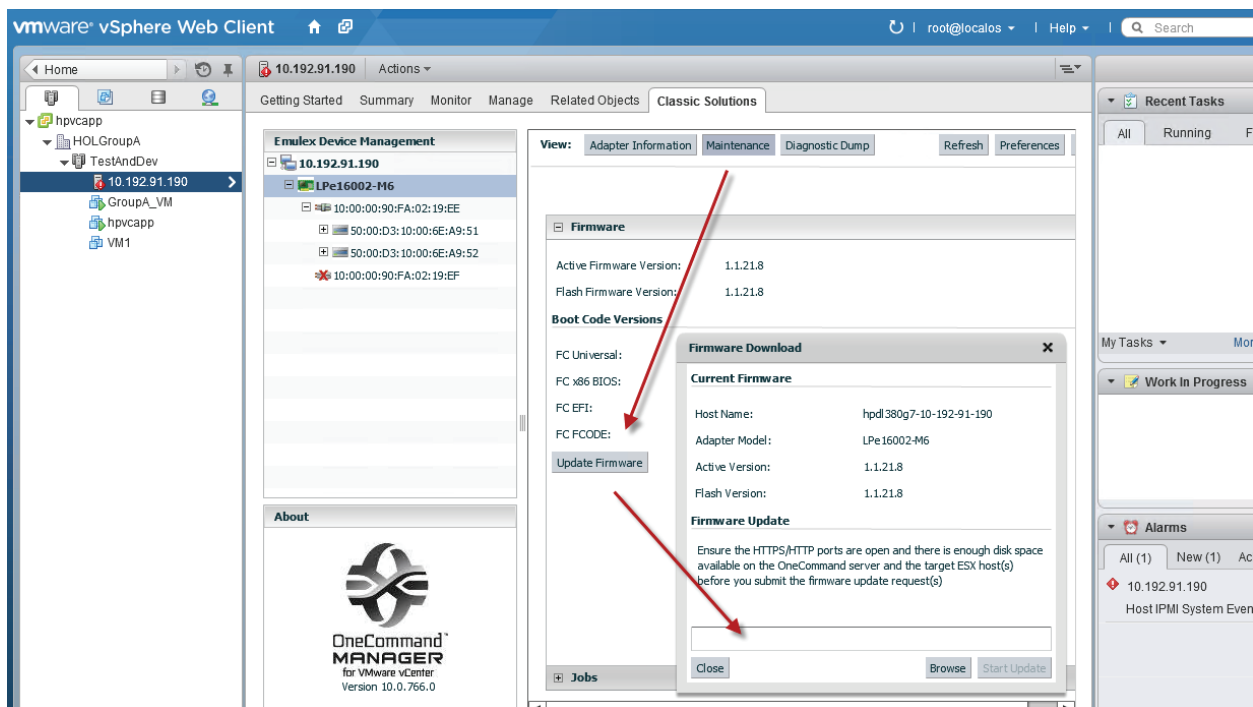 vmware® vSphere Web Client
root@localos
Help
Search
Home
10.192.91.190
Actions
Getting Started
Summary
Monitor
Manage
Related Objects
Classic Solutions
hpvcapp
HOLGroupA
TestAndDev
10.192.91.190
GroupA_VM
hpvcapp
VM1
Emulex Device Management
10.192.91.190
LPe16002-M6
10:00:00:90:FA:02:19:EE
50:00:D3:10:00:6E:A9:51
50:00:D3:10:00:6E:A9:52
10:00:00:90:FA:02:19:EF
About
OneCommand™
MANAGER
for VMware vCenter
Version 10.0.766.0
View:
Adapter Information
Maintenance
Diagnostic Dump
Refresh
Preferences
Firmware
Active Firmware Version:
1.1.21.8
Flash Firmware Version:
1.1.21.8
Boot Code Versions
FC Universal:
FC x86 BIOS:
FC EFI:
FC FCODE:
Update Firmware
Jobs
Firmware Download
Current Firmware
Host Name:
hpdl380g7-10-192-91-190
Adapter Model:
LPe16002-M6
Active Version:
1.1.21.8
Flash Version:
1.1.21.8
Firmware Update
Ensure the HTTPS/HTTP ports are open and there is enough disk space
available on the OneCommand server and the target ESX host(s)
before you submit the firmware update request(s)
Close
Browse
Start Update
Recent Tasks
All
Running
F
My Tasks
Mor
Work In Progress
Alarms
All (1)
New (1)
Ac
10.192.91.190
Host IPMI System Even